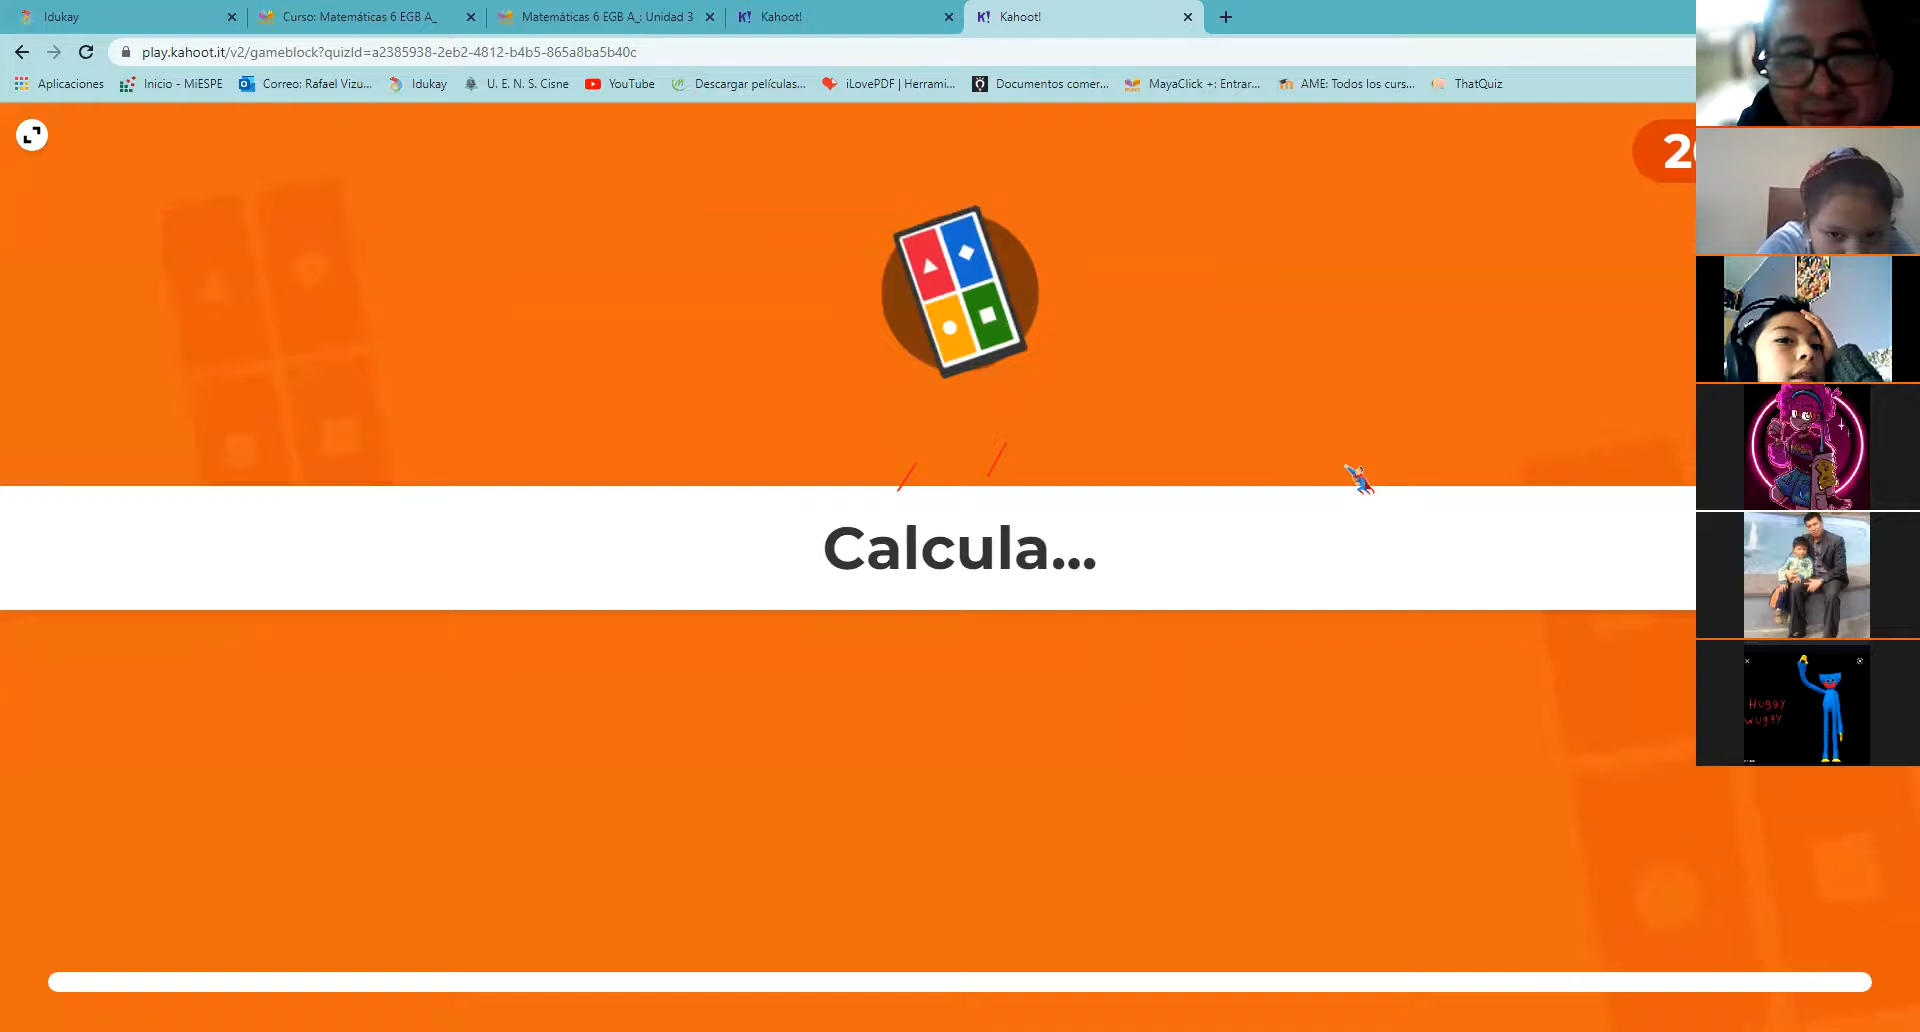 Idukay
Curso: Matemáticas 6 EGB A_
Matemáticas 6 EGB A_: Unidad 3
K! Kahoot!
K! Kahoot!
play.kahoot.it/v2/gameblock?quizId=a2385938-2eb2-4812-b4b5-865a8ba5b40c
Aplicaciones
Inicio - MiESPE
Correo: Rafael Vizu...
Idukay
U. E. N. S. Cisne
YouTube
Descargar películas...
iLovePDF | Herrami...
Documentos comer...
MayaClick +: Entrar...
AME: Todos los curs...
ThatQuiz
Calcula...
Huggy
wuggy